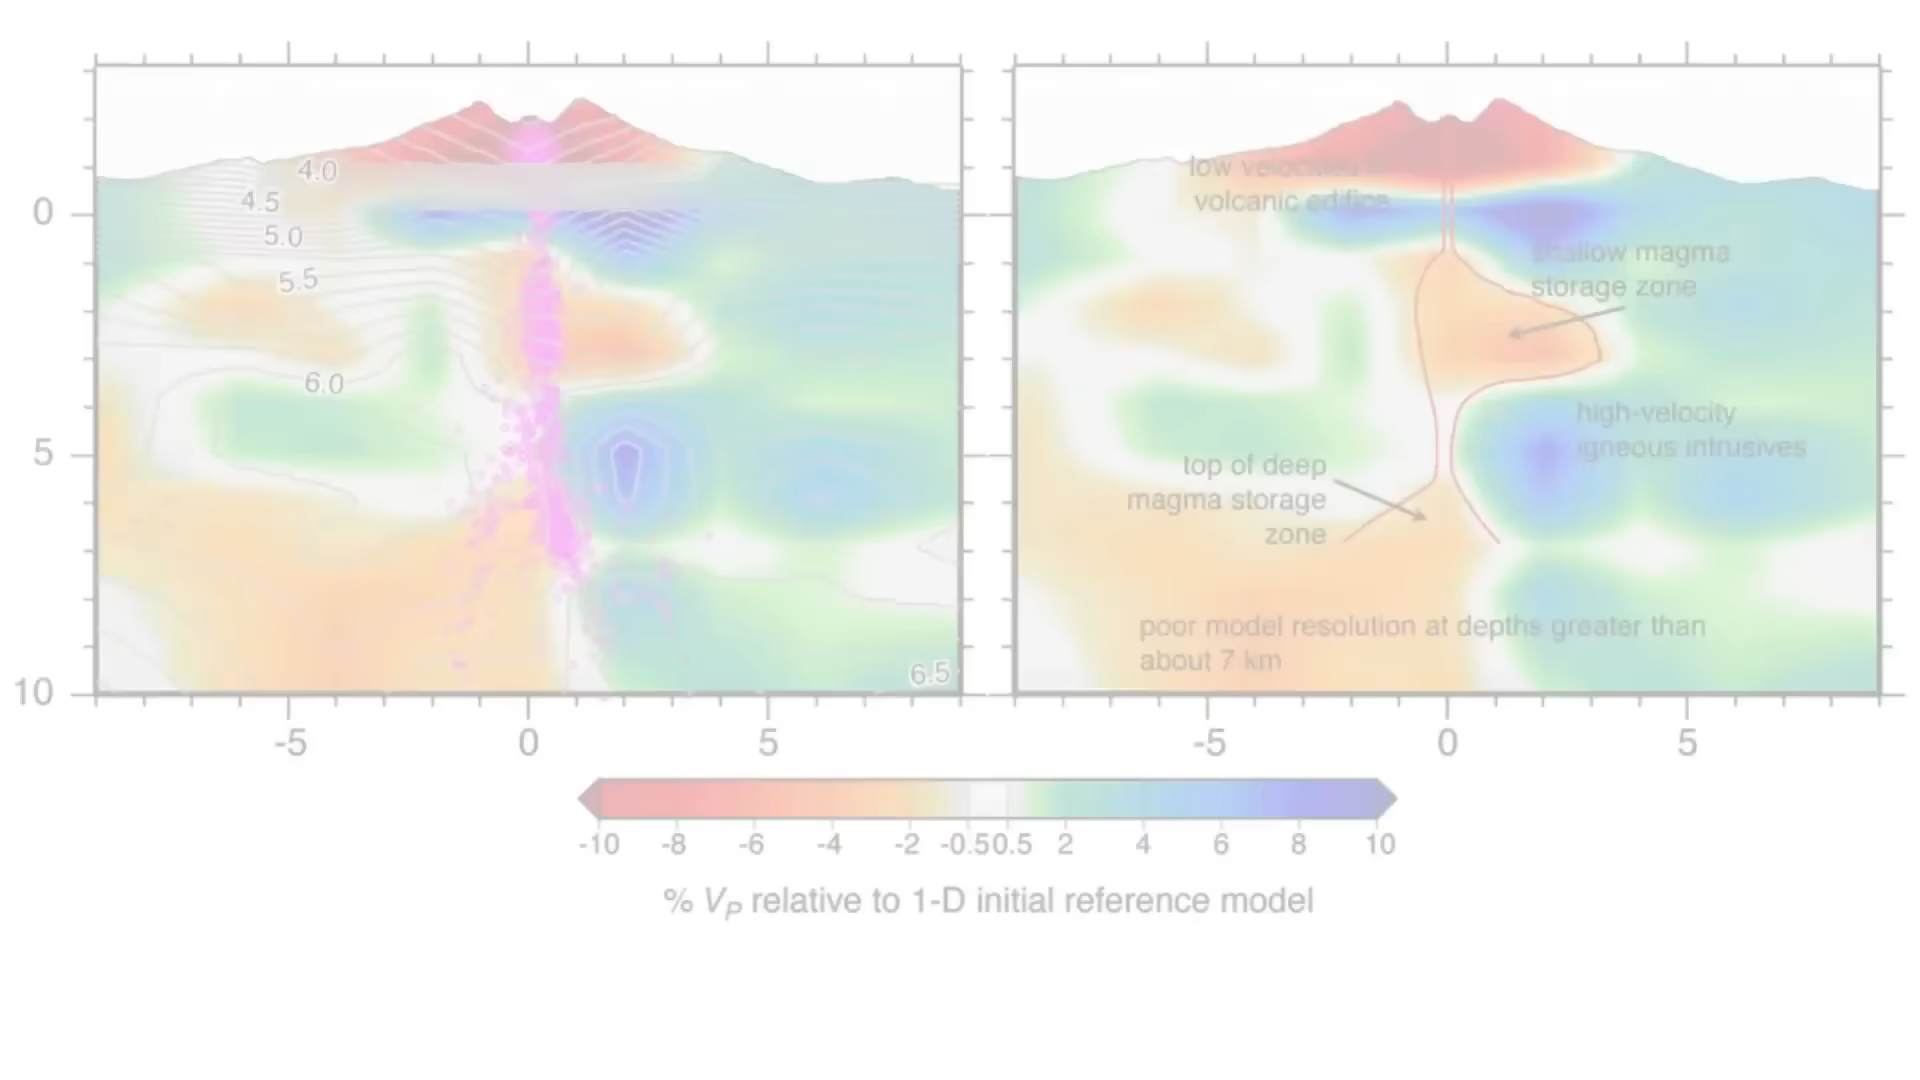 4.0
4.5
5.0
5.5
6.0
6.5
0
5
10
-5 0 5
low velocities
volcanic edifice
shallow magma
storage zone
high-velocity
igneous intrusives
top of deep
magma storage
zone
poor model resolution at depths greater than
about 7 km
-5 0 5
-10 -8 -6 -4 -2 -0.5 0.5 2 4 6 8 10
% VP relative to 1-D initial reference model